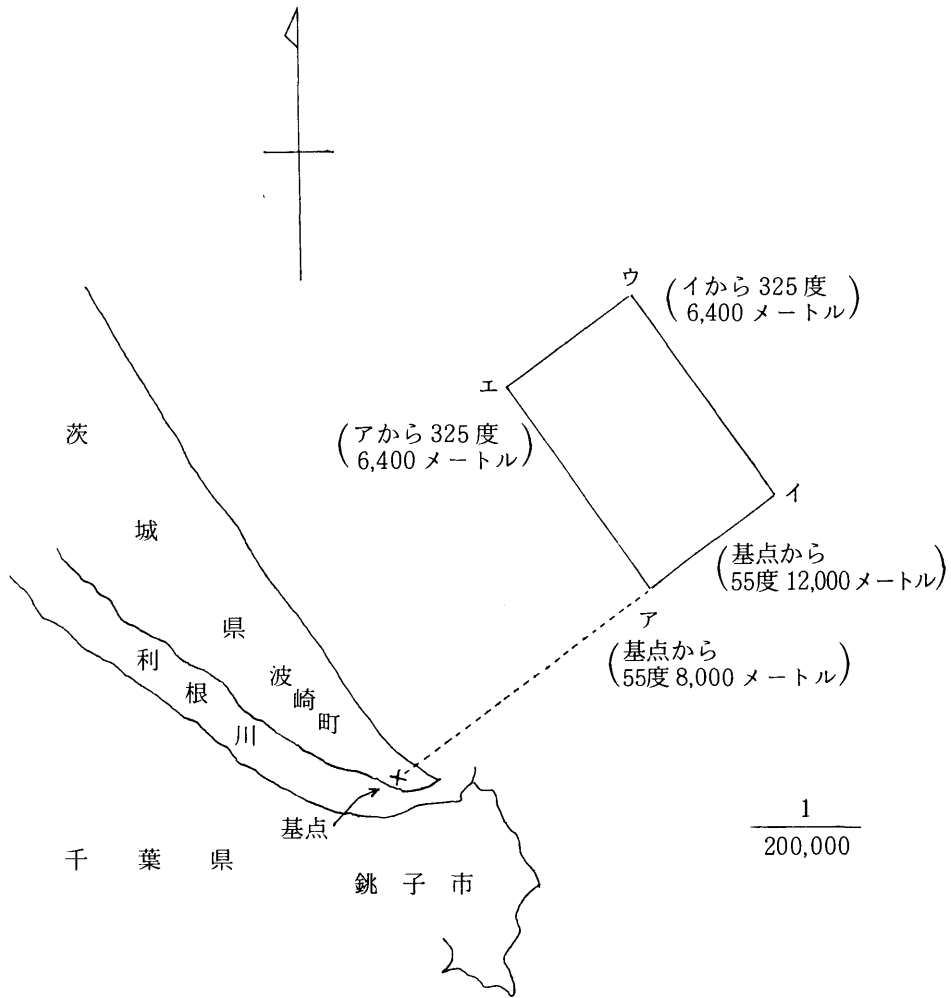 ウ
(イから 325 度
6,400 メートル)
エ
(アから 325 度
6,400 メートル)
イ
(基点から
55度 12,000 メートル)
ア
(基点から
55度 8,000 メートル)
茨城県波崎町
利根川
基点
千葉県
銚子市
1
200,000